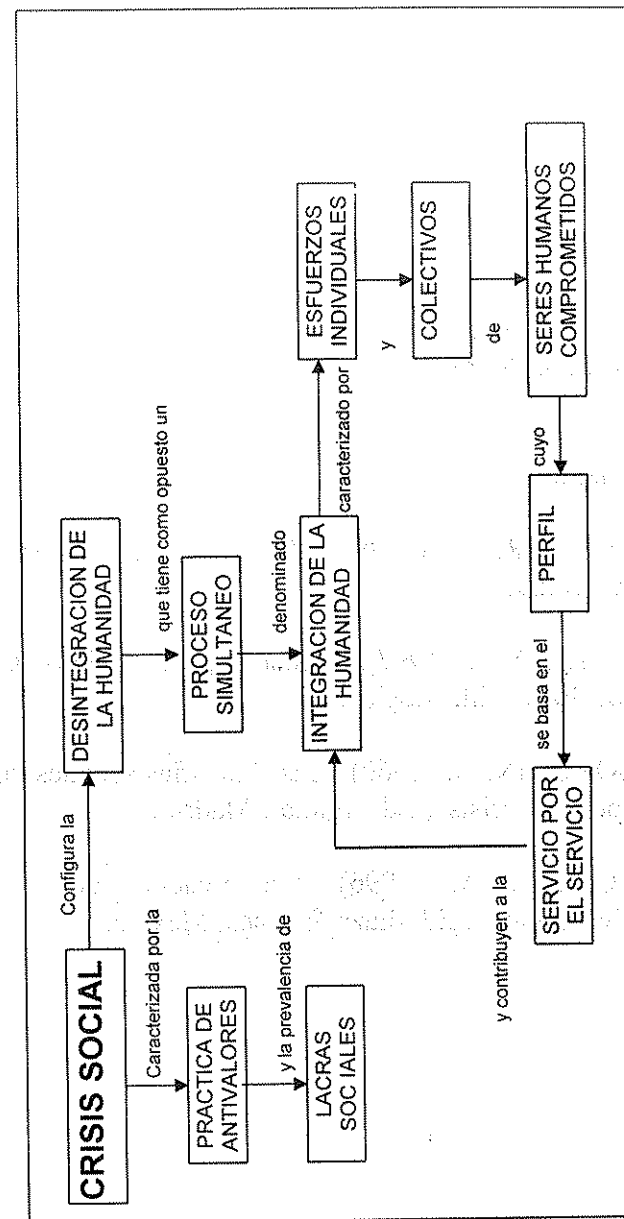 CRISIS SOCIAL
Configura la
DESINTEGRACION DE
LA HUMANIDAD
que tiene como opuesto un
PROCESO
SIMULTANEO
denominado
INTEGRACION DE LA
HUMANIDAD
caracterizado por
ESFUERZOS
INDIVIDUALES
y
COLECTIVOS
de
SERES HUMANOS
COMPROMETIDOS
cuyo
PERFIL
se basa en el
SERVICIO POR
EL SERVICIO
y contribuyen a la
Caracterizada por la
PRACTICA DE
ANTIVALORES
y la prevalencia de
LACRAS
SOC IALES